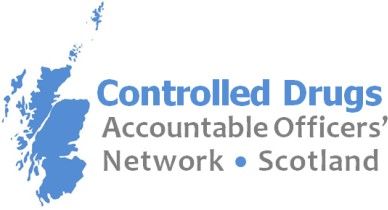 Controlled Drugs
Accountable Officers’
Network • Scotland